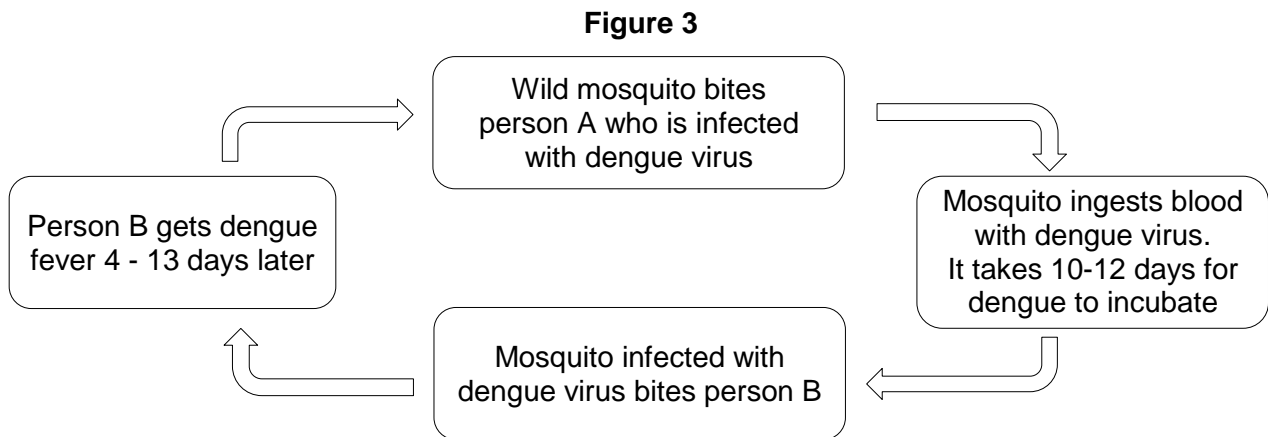 Figure 3
Wild mosquito bites
person A who is infected
with dengue virus
Mosquito ingests blood
with dengue virus.
It takes 10-12 days for
dengue to incubate
Mosquito infected with
dengue virus bites person B
Person B gets dengue
fever 4 - 13 days later